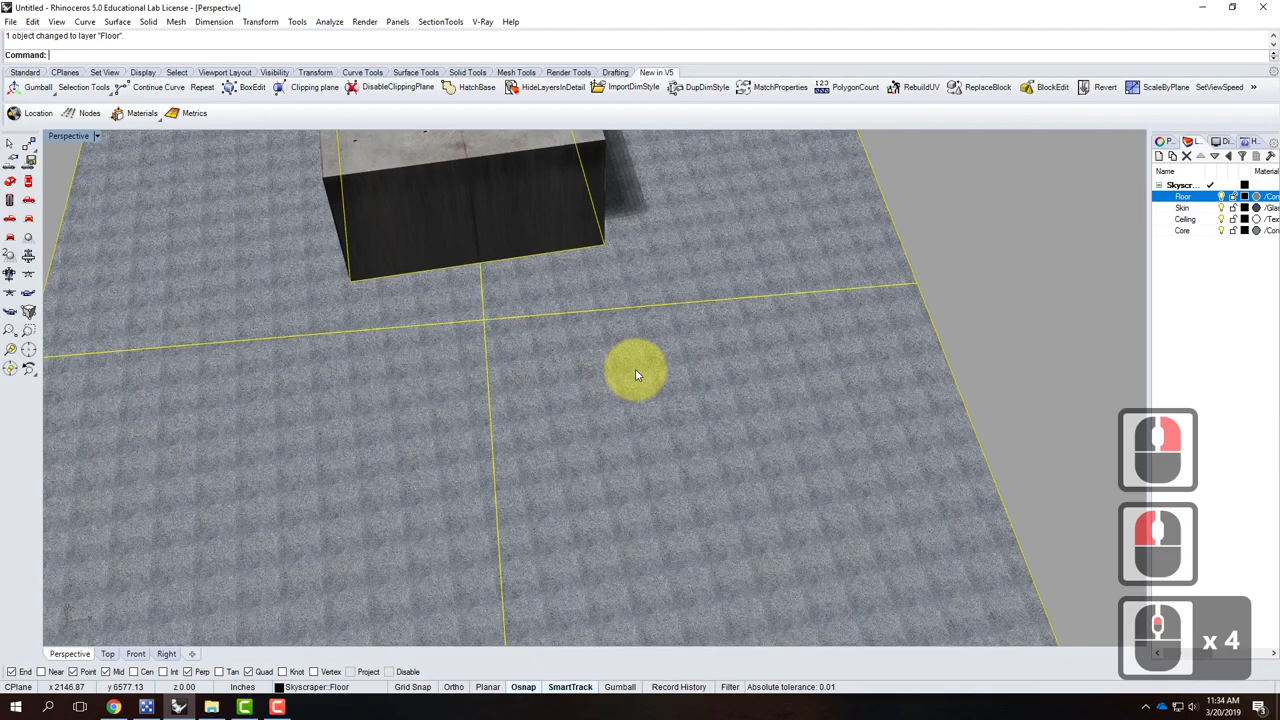 Untitled - Rhinoceros 5.0 Educational Lab License - [Perspective]
File Edit View Curve Surface Solid Mesh Dimension Transform Tools Analyze Render Panels SectionTools V-Ray Help
1 object changed to layer "Floor".
Command:
Standard CPlanes Set View Display Select Viewport Layout Visibility Transform Curve Tools Surface Tools Solid Tools Mesh Tools Render Tools Drafting New in V5
Gumball Selection Tools Continue Curve Repeat BoxEdit Clipping plane DisableClippingPlane HatchBase HideLayersInDetail ImportDimStyle DupDimStyle MatchProperties PolygonCount RebuildUV ReplaceBlock BlockEdit Revert ScaleByPlane SetViewSpeed »
Location Nodes Materials Metrics
Perspective
P... L... Di... H...
Name Material
Skyscr...
Floor /Con
Skin /Glas
Ceiling /Tex
Core /Con
x 4
Perspective Top Front Right
End Near Point Mid Cen Int Perp Tan Quad Knot Vertex Project Disable
CPlane x 2146.87 y 6577.13 z 0.00 Inches Skyscraper::Floor Grid Snap Ortho Planar Osnap SmartTrack Gumball Record History Filter Absolute tolerance: 0.01
11:34 AM
3/20/2019